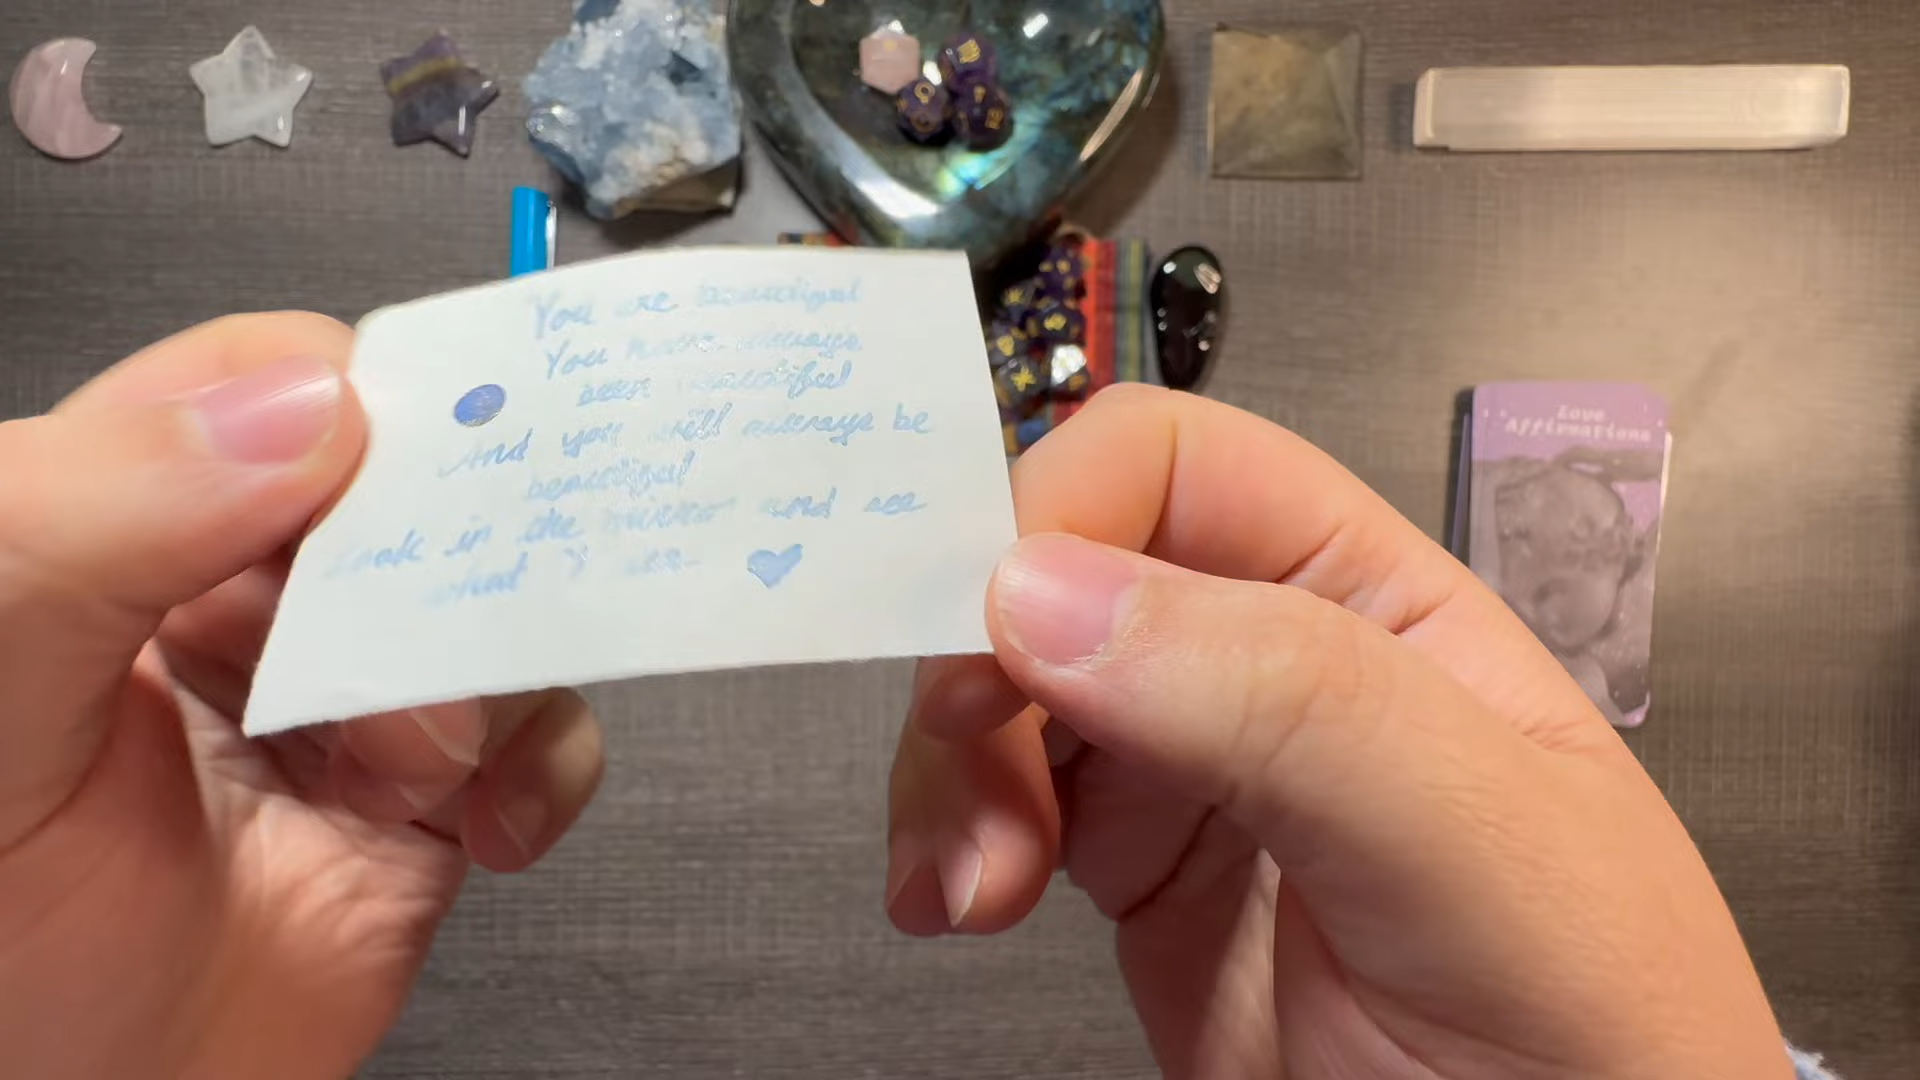 You are beautiful
You have always
been beautiful
And you will always be
beautiful
Look in the mirror and see
what I see
Love
Affirmations